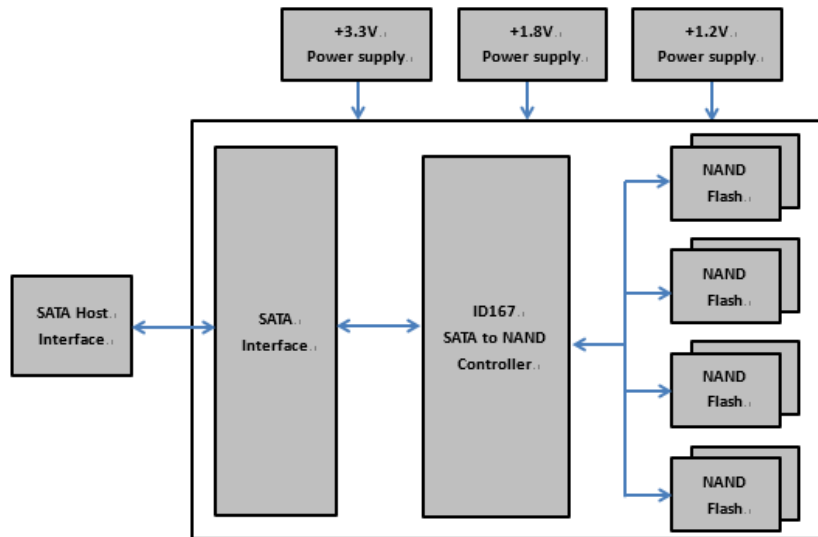 +3.3V
Power supply
+1.8V
Power supply
+1.2V
Power supply
SATA Host
Interface
SATA
Interface
ID167
SATA to NAND
Controller
NAND
Flash
NAND
Flash
NAND
Flash
NAND
Flash